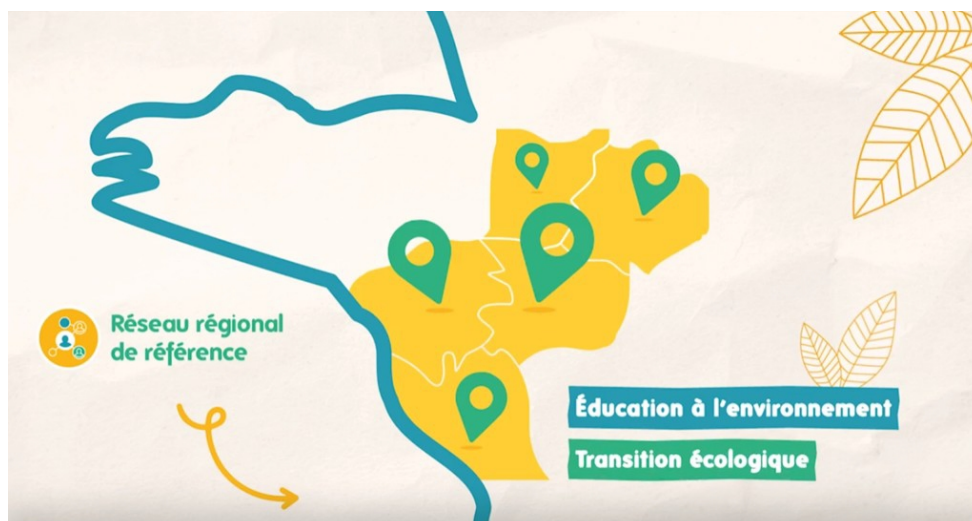 Réseau régional
de référence
Éducation à l'environnement
Transition écologique